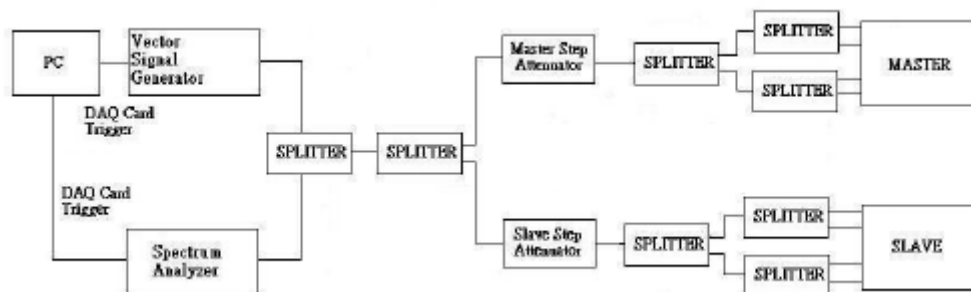 PC
Vector
Signal
Generator
DAQ Card
Trigger
DAQ Card
Trigger
Spectrum
Analyzer
SPLITTER
SPLITTER
Master Step
Attenuator
SPLITTER
SPLITTER
SPLITTER
MASTER
Slave Step
Attenuator
SPLITTER
SPLITTER
SPLITTER
SLAVE